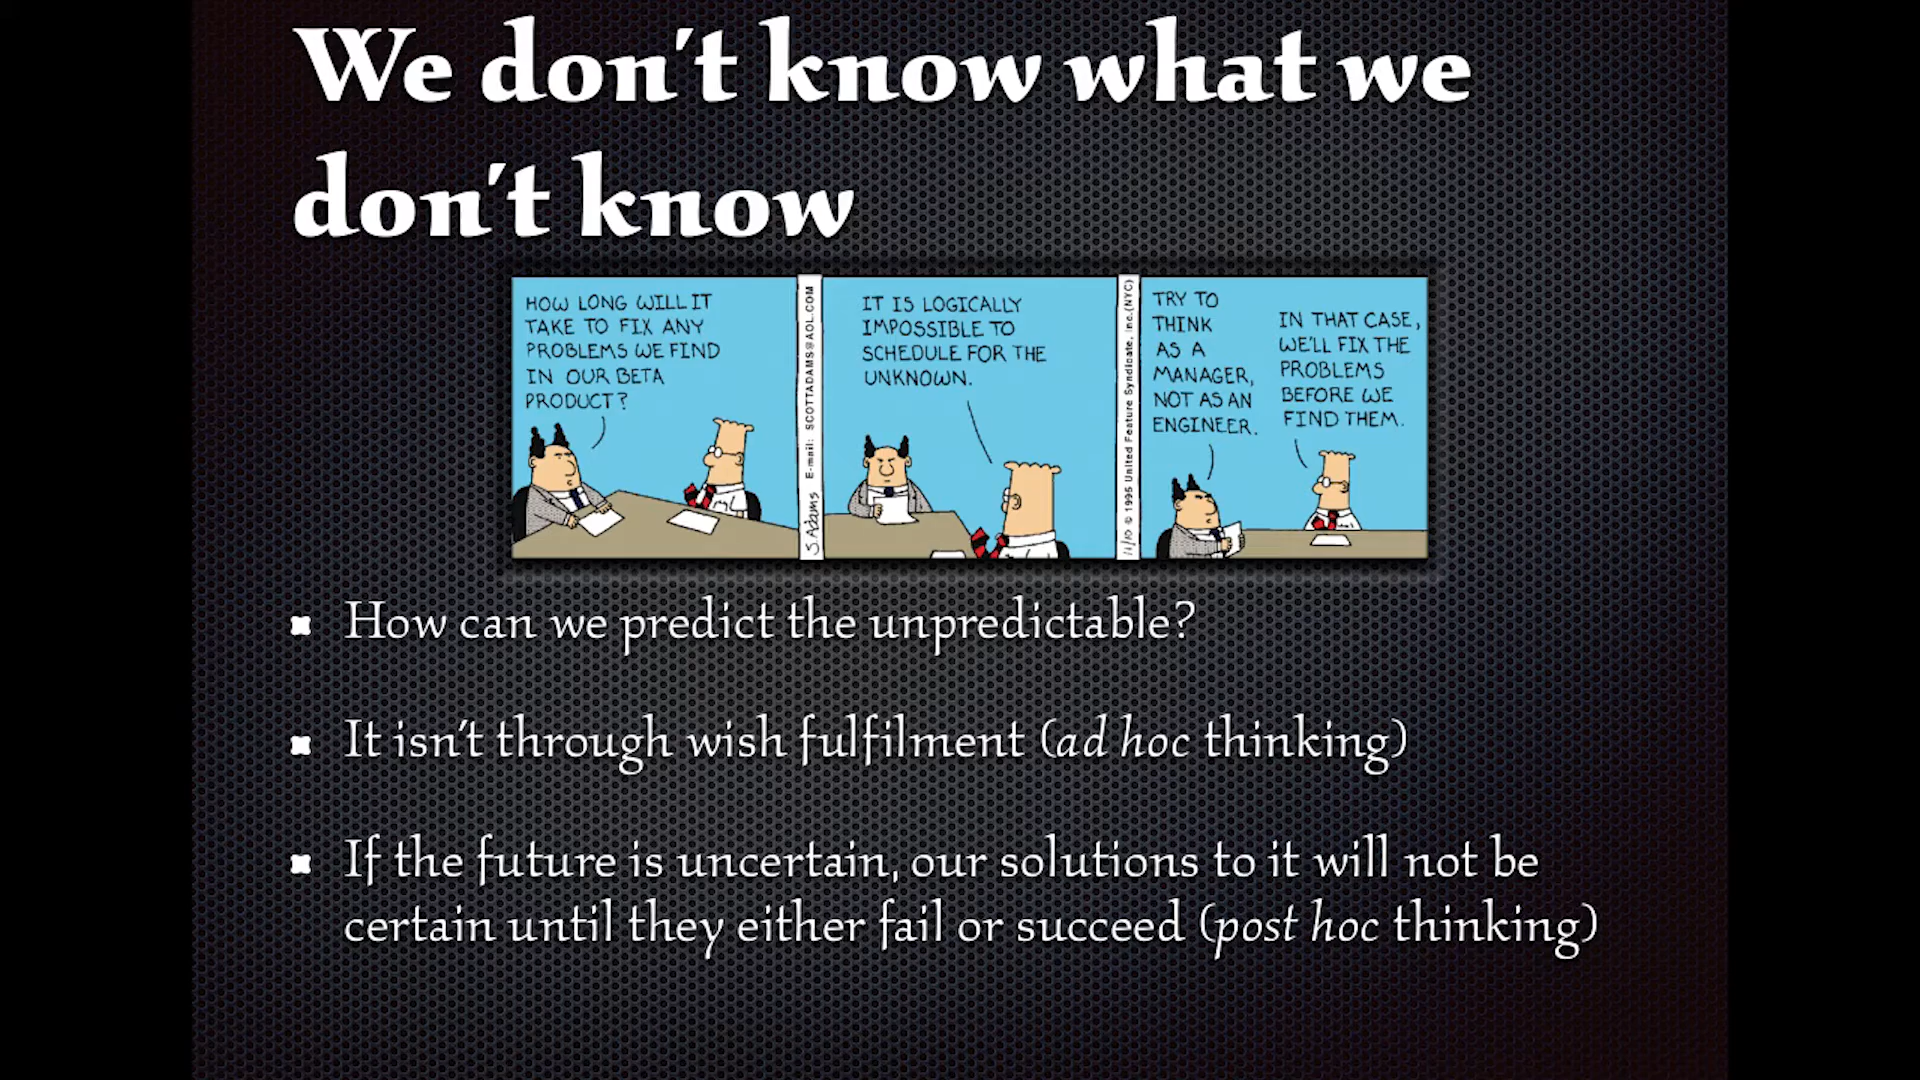 We don't know what we
don't know
HOW LONG WILL IT
TAKE TO FIX ANY
PROBLEMS WE FIND
IN OUR BETA
PRODUCT?
S. Adams E-mail: SCOTTADAMS@AOL.COM
IT IS LOGICALLY
IMPOSSIBLE TO
SCHEDULE FOR THE
UNKNOWN.
11/10 © 1995 United Feature Syndicate, Inc.(NYC)
TRY TO
THINK
AS A
MANAGER,
NOT AS AN
ENGINEER.
IN THAT CASE,
WE'LL FIX THE
PROBLEMS
BEFORE WE
FIND THEM.
How can we predict the unpredictable?
It isn't through wish fulfilment (ad hoc thinking)
If the future is uncertain, our solutions to it will not be
certain until they either fail or succeed (post hoc thinking)